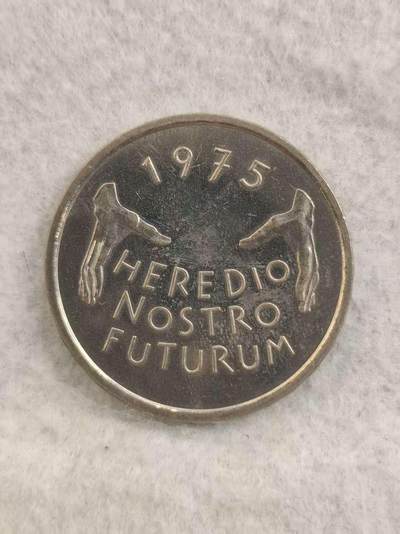 1975
HEREDIO
NOSTRO
FUTURUM